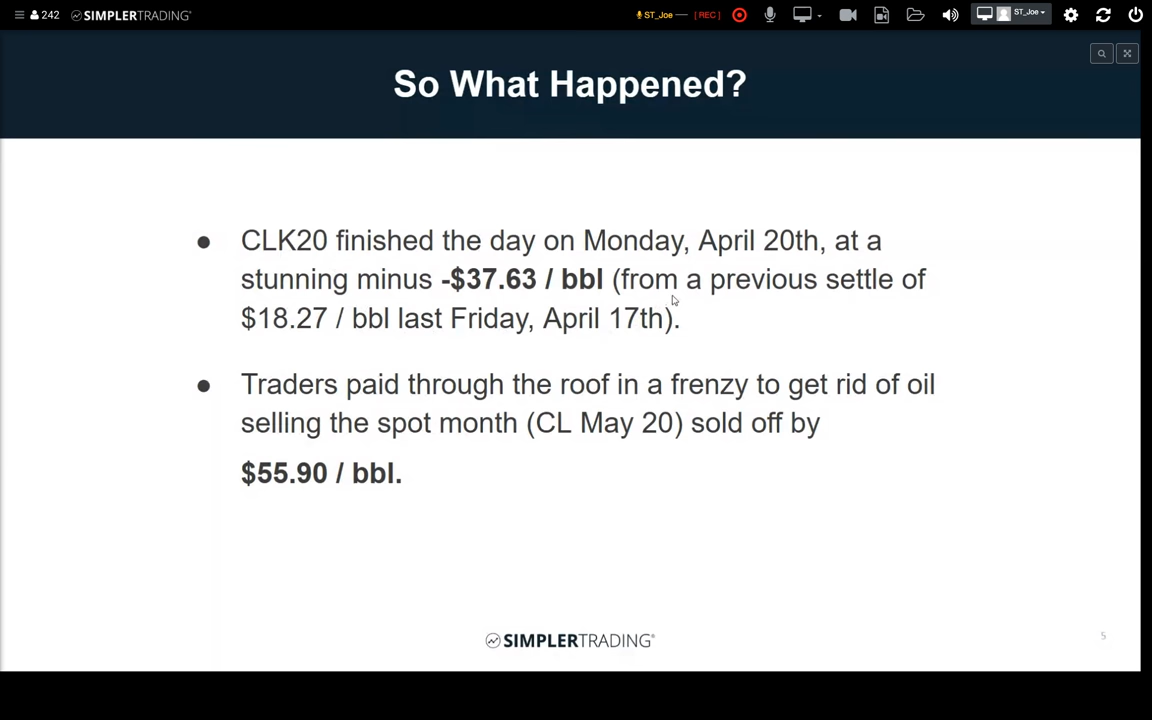 242
SIMPLERTRADING®
ST_Joe
[ REC ]
ST_Joe
So What Happened?
● CLK20 finished the day on Monday, April 20th, at a
stunning minus -$37.63 / bbl (from a previous settle of
$18.27 / bbl last Friday, April 17th).
● Traders paid through the roof in a frenzy to get rid of oil
selling the spot month (CL May 20) sold off by
$55.90 / bbl.
SIMPLERTRADING®
5